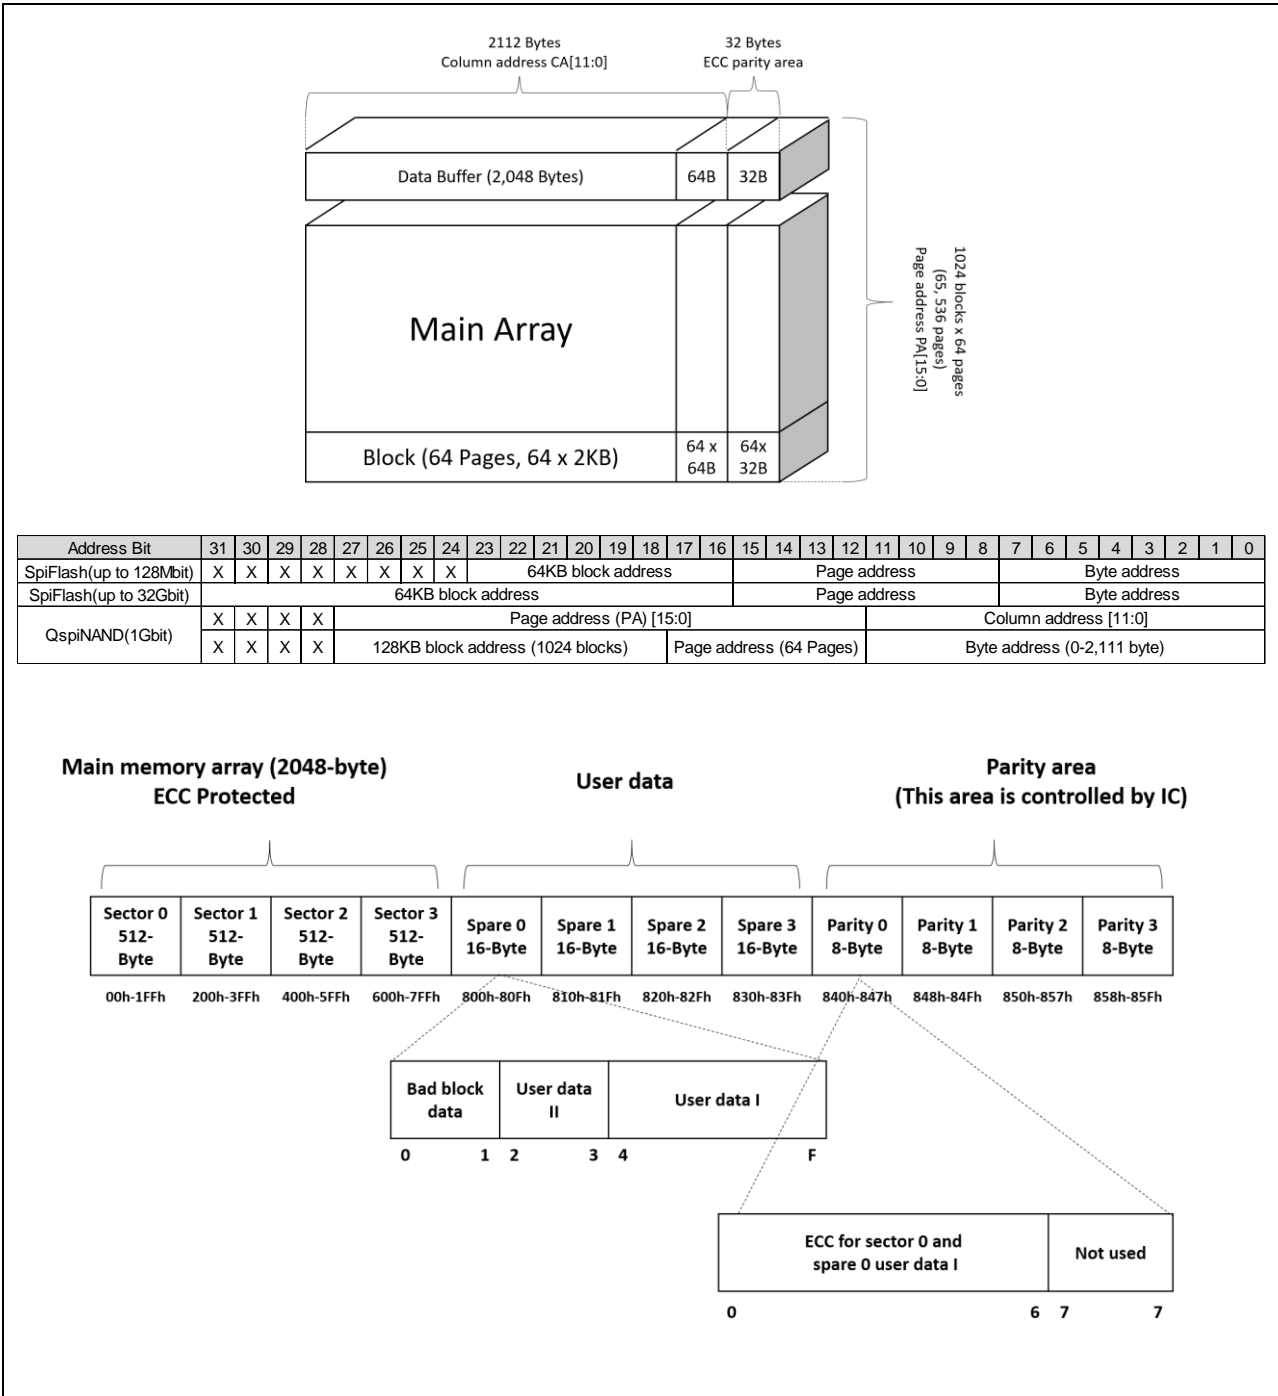 2112 Bytes
Column address CA[11:0]
32 Bytes
ECC parity area
Data Buffer (2,048 Bytes)
64B
32B
Main Array
1024 blocks x 64 pages
(65, 536 pages)
Page address PA[15:0]
Block (64 Pages, 64 x 2KB)
64 x
64B
64x
32B
Address Bit 31 30 29 28 27 26 25 24 23 22 21 20 19 18 17 16 15 14 13 12 11 10 9 8 7 6 5 4 3 2 1 0
SpiFlash(up to 128Mbit) X X X X X X X X 64KB block address Page address Byte address
SpiFlash(up to 32Gbit) 64KB block address Page address Byte address
QspiNAND(1Gbit)
X X X X Page address (PA) [15:0] Column address [11:0]
X X X X 128KB block address (1024 blocks) Page address (64 Pages) Byte address (0-2,111 byte)
Main memory array (2048-byte)
ECC Protected
User data
Parity area
(This area is controlled by IC)
Sector 0
512-
Byte
Sector 1
512-
Byte
Sector 2
512-
Byte
Sector 3
512-
Byte
Spare 0
16-Byte
Spare 1
16-Byte
Spare 2
16-Byte
Spare 3
16-Byte
Parity 0
8-Byte
Parity 1
8-Byte
Parity 2
8-Byte
Parity 3
8-Byte
00h-1FFh 200h-3FFh 400h-5FFh 600h-7FFh 800h-80Fh 810h-81Fh 820h-82Fh 830h-83Fh 840h-847h 848h-84Fh 850h-857h 858h-85Fh
Bad block
data
User data
II
User data I
0 1 2 3 4 F
ECC for sector 0 and
spare 0 user data I
Not used
0 6 7 7